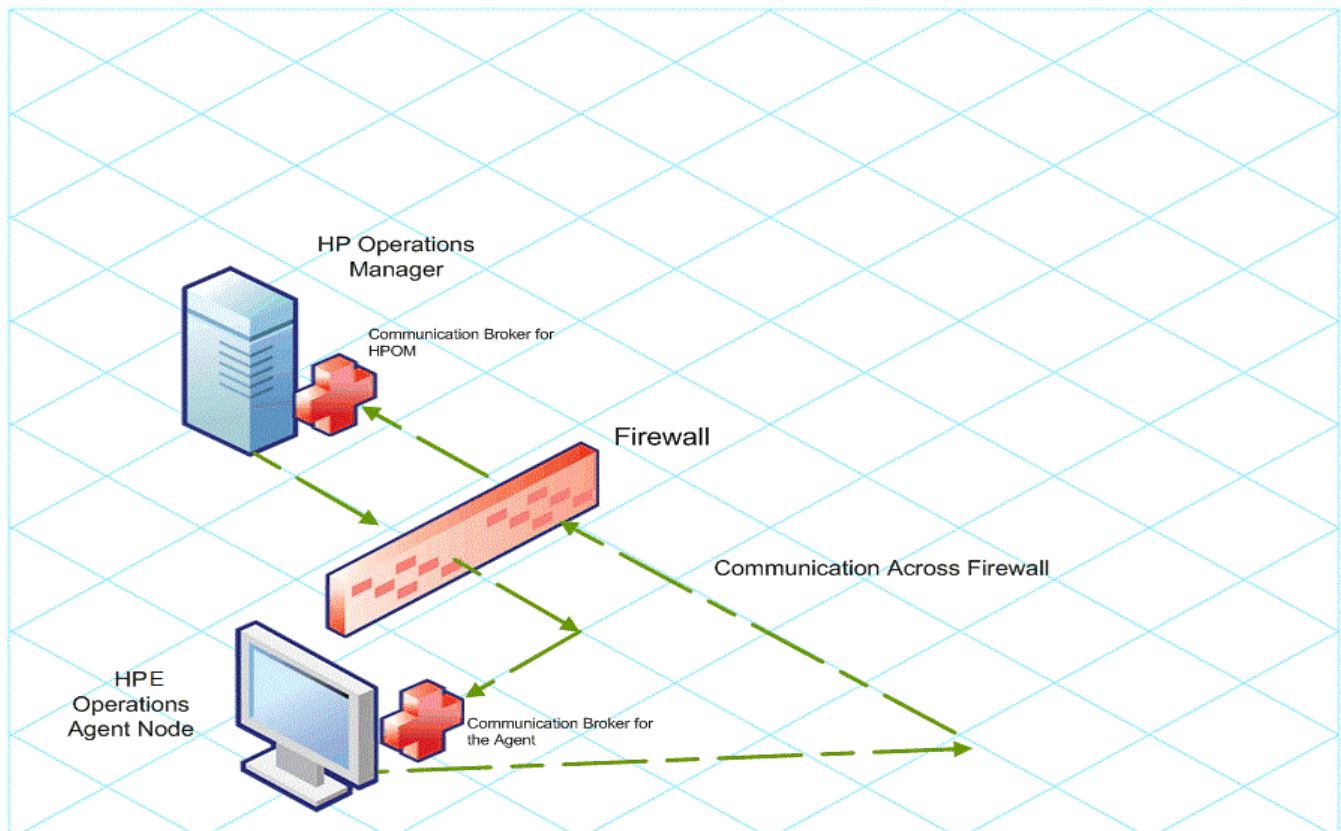 HP Operations
Manager
Communication Broker for
HPOM
Firewall
Communication Across Firewall
HPE
Operations
Agent Node
Communication Broker for
the Agent